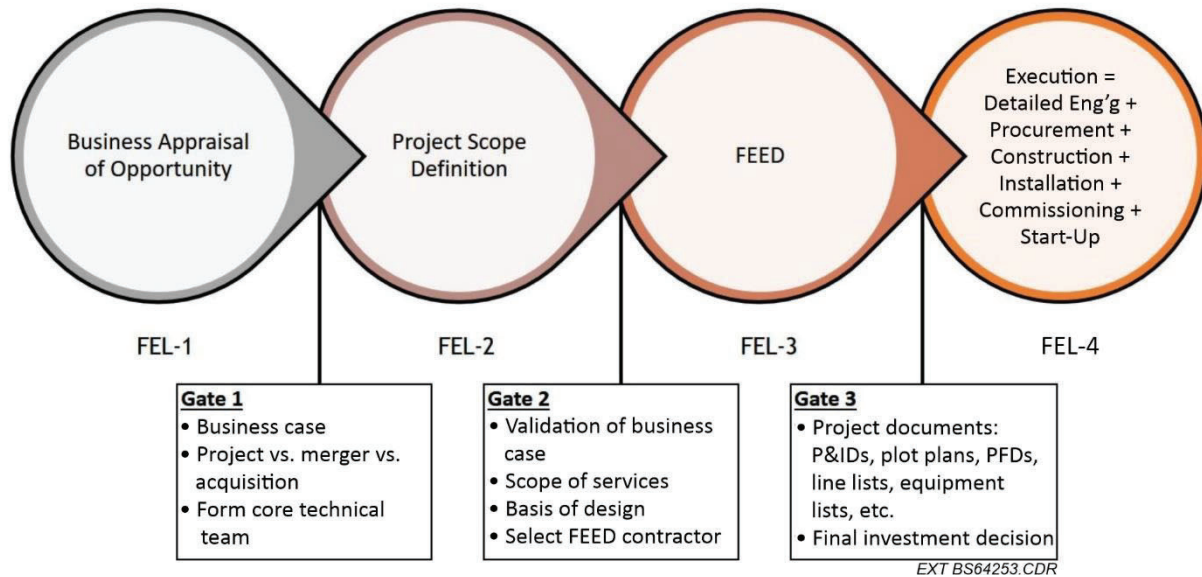 Business Appraisal
of Opportunity
Project Scope
Definition
FEED
Execution =
Detailed Eng’g +
Procurement +
Construction +
Installation +
Commissioning +
Start-Up
FEL-1
FEL-2
FEL-3
FEL-4
Gate 1
• Business case
• Project vs. merger vs.
acquisition
• Form core technical
team
Gate 2
• Validation of business
case
• Scope of services
• Basis of design
• Select FEED contractor
Gate 3
• Project documents:
P&IDs, plot plans, PFDs,
line lists, equipment
lists, etc.
• Final investment decision
EXT BS64253.CDR